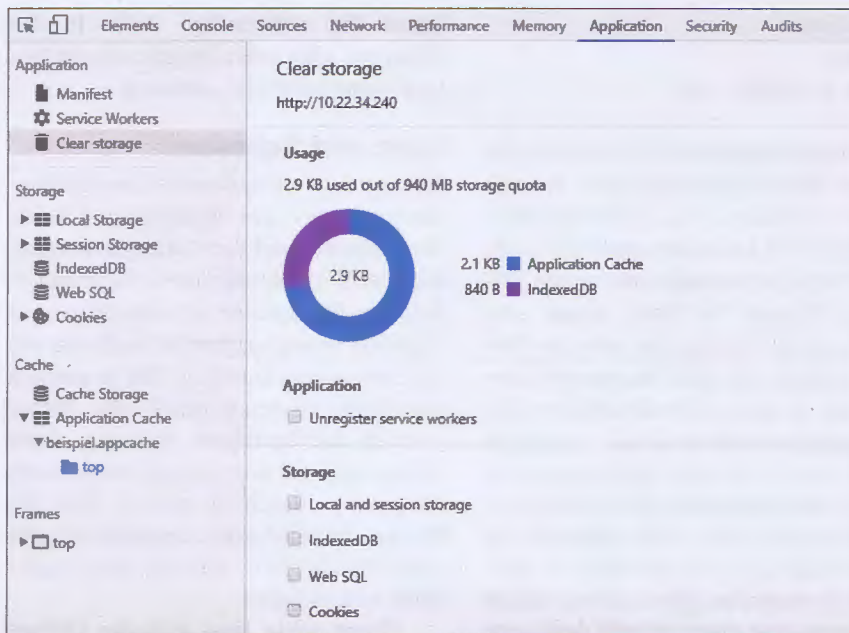 Elements Console Sources Network Performance Memory Application Security Audits
Application
Manifest
Service Workers
Clear storage
Storage
Local Storage
Session Storage
IndexedDB
Web SQL
Cookies
Cache
Cache Storage
Application Cache
beispiel.appcache
top
Frames
top
Clear storage
http://10.22.34.240
Usage
2.9 KB used out of 940 MB storage quota
2.9 KB
2.1 KB Application Cache
840 B IndexedDB
Application
Unregister service workers
Storage
Local and session storage
IndexedDB
Web SQL
Cookies